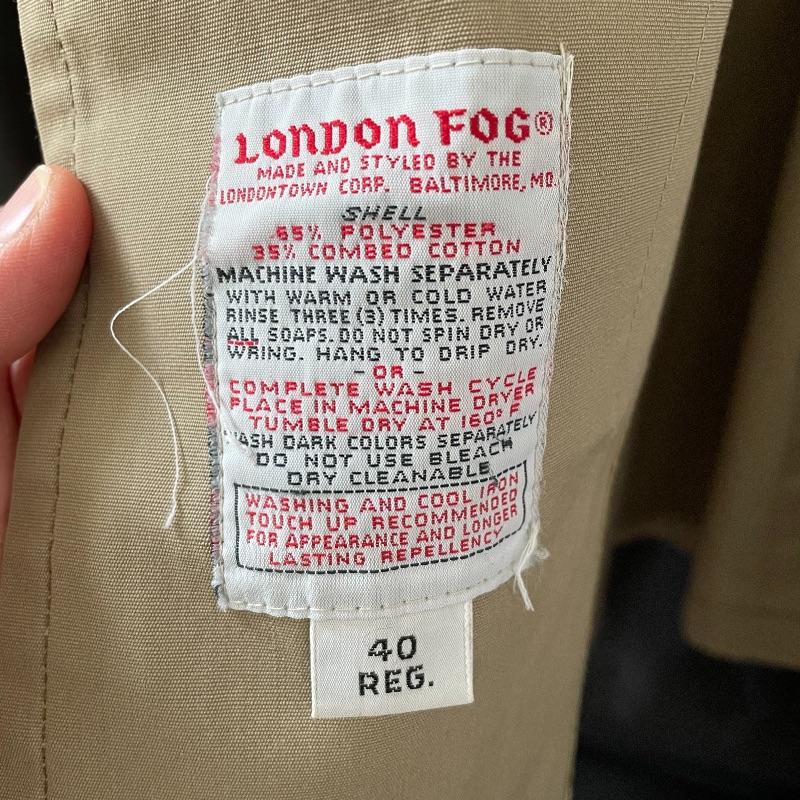 LONDON FOG®
MADE AND STYLED BY THE
LONDONTOWN CORP. BALTIMORE, MD.
SHELL
65% POLYESTER
35% COMBED COTTON
MACHINE WASH SEPARATELY
WITH WARM OR COLD WATER
RINSE THREE (3) TIMES. REMOVE
ALL SOAPS. DO NOT SPIN DRY OR
WRING. HANG TO DRIP DRY.
- OR -
COMPLETE WASH CYCLE
PLACE IN MACHINE DRYER
TUMBLE DRY AT 160° F
WASH DARK COLORS SEPARATELY
DO NOT USE BLEACH
DRY CLEANABLE
WASHING AND COOL IRON
TOUCH UP RECOMMENDED
FOR APPEARANCE AND LONGER
LASTING REPELLENCY
40
REG.